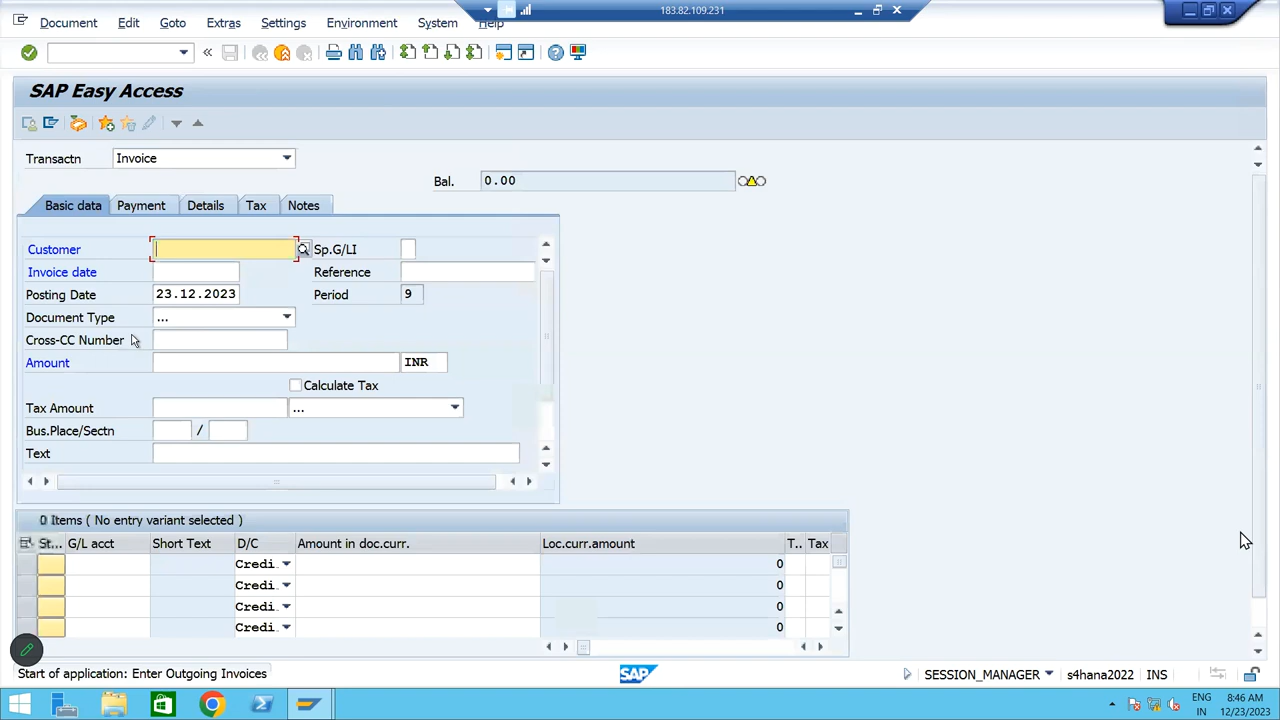 183.82.109.231
Document Edit Goto Extras Settings Environment System Help
SAP Easy Access
Transactn Invoice
Bal. 0.00
Basic data Payment Details Tax Notes
Customer Sp.G/LI
Invoice date Reference
Posting Date 23.12.2023 Period 9
Document Type ...
Cross-CC Number
Amount INR
Calculate Tax
Tax Amount ...
Bus.Place/Sectn /
Text
0 Items ( No entry variant selected )
St... G/L acct Short Text D/C Amount in doc.curr. Loc.curr.amount T.. Tax
Credi. 0
Credi. 0
Credi. 0
Credi. 0
Start of application: Enter Outgoing Invoices SAP SESSION_MANAGER s4hana2022 INS
ENG 8:46 AM
IN 12/23/2023